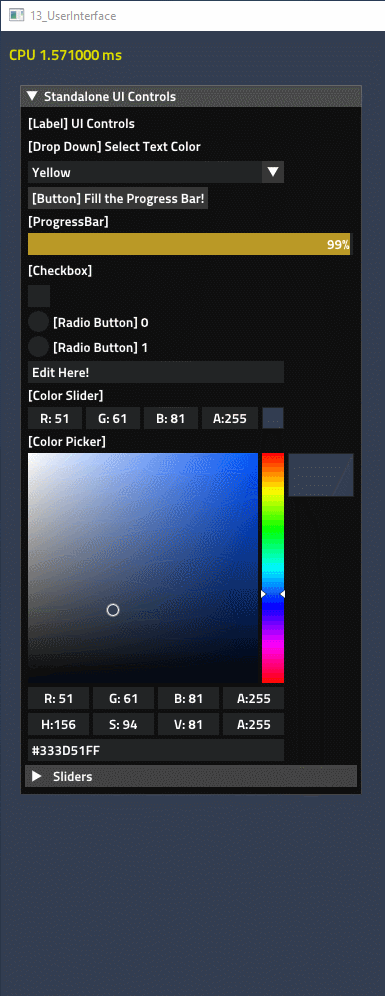 13_UserInterface
CPU 1.571000 ms
Standalone UI Controls
[Label] UI Controls
[Drop Down] Select Text Color
Yellow
[Button] Fill the Progress Bar!
[ProgressBar]
99%
[Checkbox]
[Radio Button] 0
[Radio Button] 1
Edit Here!
[Color Slider]
R: 51 G: 61 B: 81 A:255
[Color Picker]
R: 51 G: 61 B: 81 A:255
H:156 S: 94 V: 81 A:255
#333D51FF
Sliders